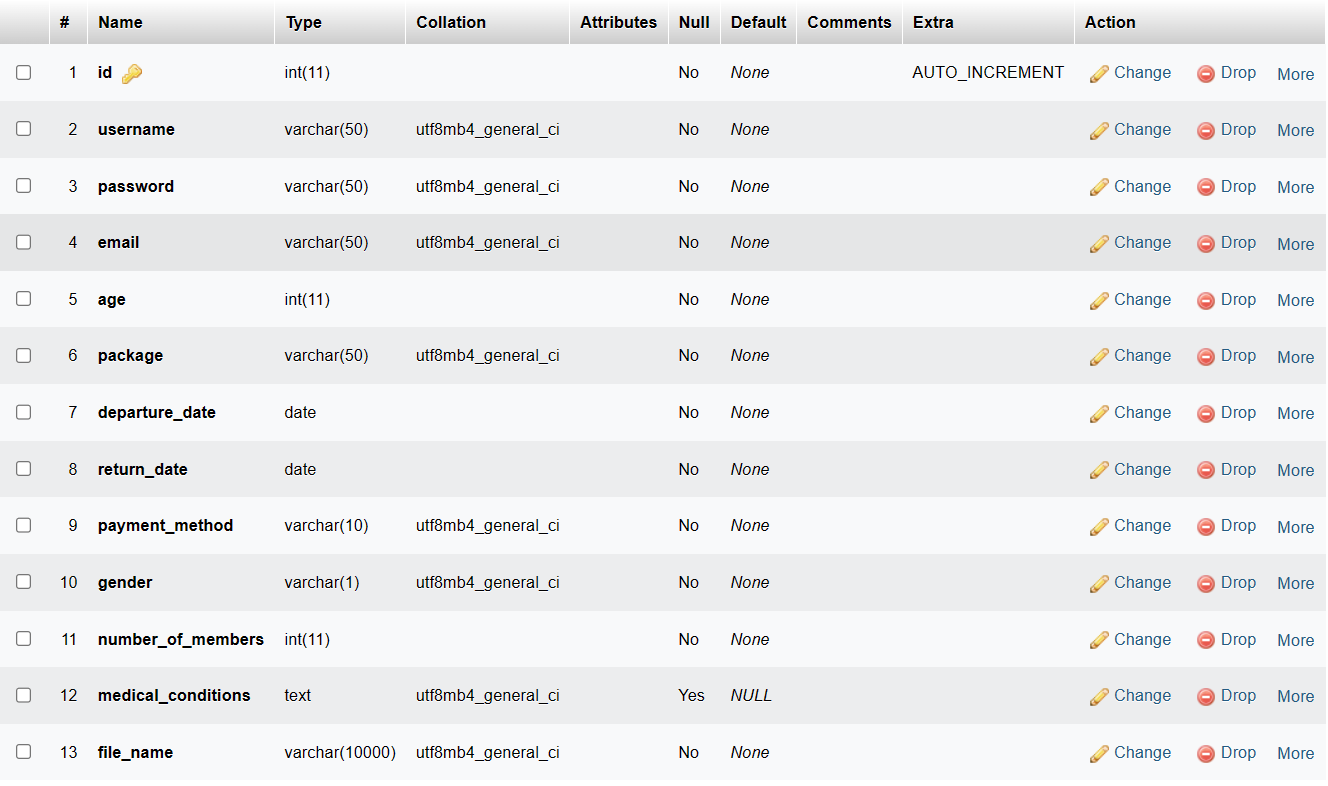 # Name Type Collation Attributes Null Default Comments Extra Action
1 id int(11) No None AUTO_INCREMENT Change Drop More
2 username varchar(50) utf8mb4_general_ci No None Change Drop More
3 password varchar(50) utf8mb4_general_ci No None Change Drop More
4 email varchar(50) utf8mb4_general_ci No None Change Drop More
5 age int(11) No None Change Drop More
6 package varchar(50) utf8mb4_general_ci No None Change Drop More
7 departure_date date No None Change Drop More
8 return_date date No None Change Drop More
9 payment_method varchar(10) utf8mb4_general_ci No None Change Drop More
10 gender varchar(1) utf8mb4_general_ci No None Change Drop More
11 number_of_members int(11) No None Change Drop More
12 medical_conditions text utf8mb4_general_ci Yes NULL Change Drop More
13 file_name varchar(10000) utf8mb4_general_ci No None Change Drop More